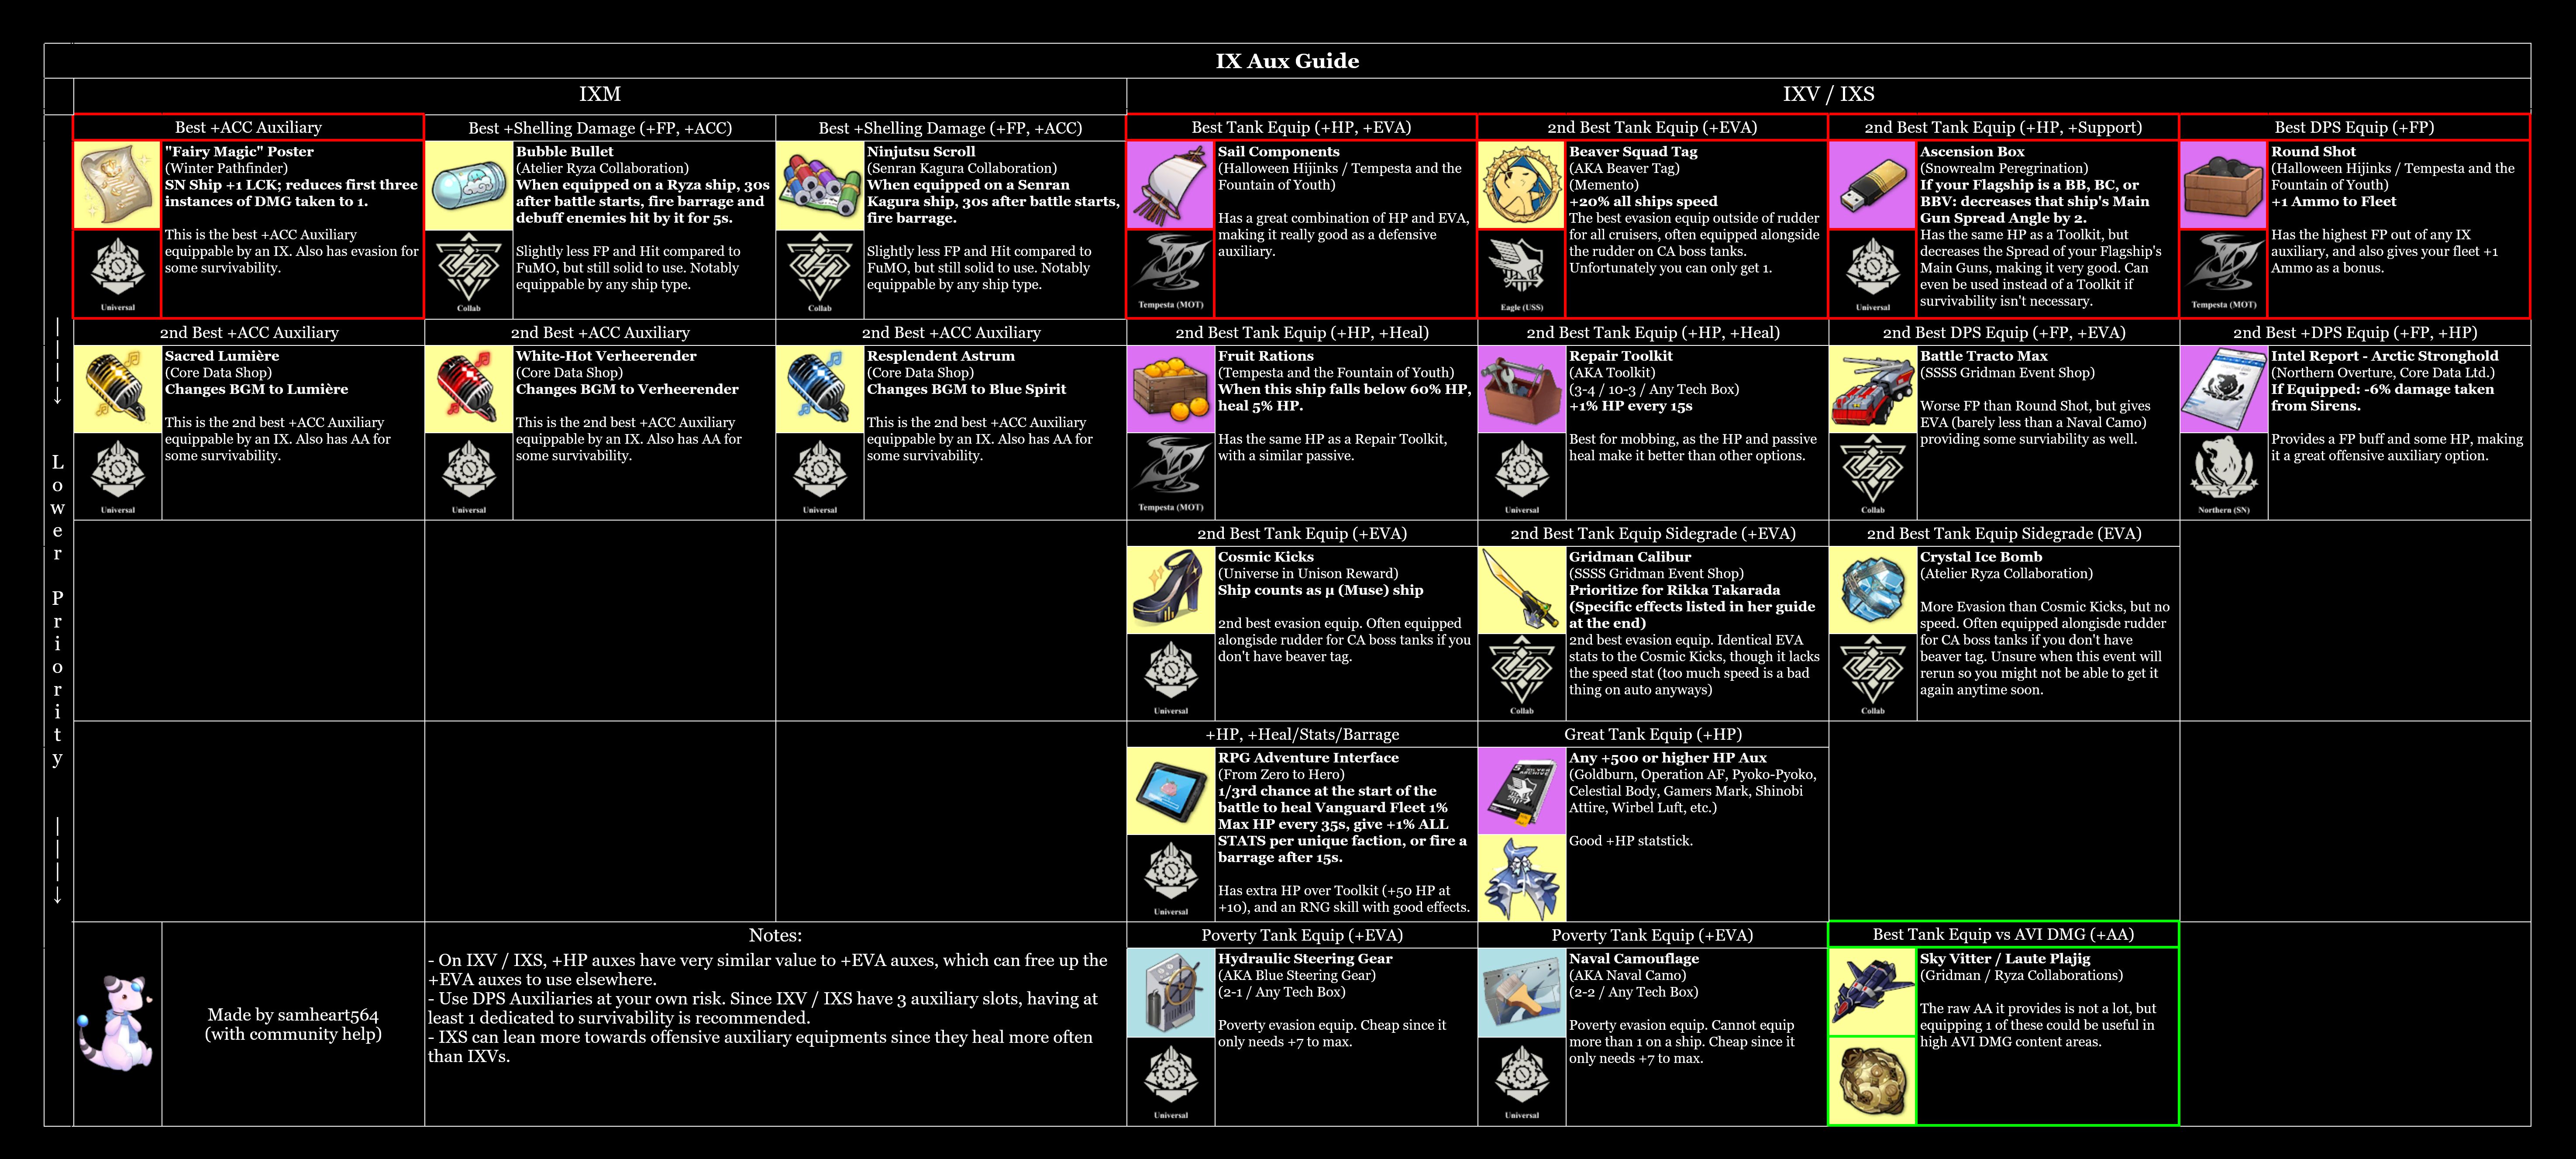 IX Aux Guide
IXM
IXV / IXS
Lower Priority
Best +ACC Auxiliary
"Fairy Magic" Poster
(Winter Pathfinder)
SN Ship +1 LCK; reduces first three
instances of DMG taken to 1.
This is the best +ACC Auxiliary
equippable by an IX. Also has evasion for
some survivability.
Universal
Best +Shelling Damage (+FP, +ACC)
Bubble Bullet
(Atelier Ryza Collaboration)
When equipped on a Ryza ship, 30s
after battle starts, fire barrage and
debuff enemies hit by it for 5s.
Slightly less FP and Hit compared to
FuMO, but still solid to use. Notably
equippable by any ship type.
Collab
Best +Shelling Damage (+FP, +ACC)
Ninjutsu Scroll
(Senran Kagura Collaboration)
When equipped on a Senran
Kagura ship, 30s after battle starts,
fire barrage.
Slightly less FP and Hit compared to
FuMO, but still solid to use. Notably
equippable by any ship type.
Collab
Best Tank Equip (+HP, +EVA)
Sail Components
(Halloween Hijinks / Tempesta and the
Fountain of Youth)
Has a great combination of HP and EVA,
making it really good as a defensive
auxiliary.
Tempesta (MOT)
2nd Best Tank Equip (+EVA)
Beaver Squad Tag
(AKA Beaver Tag)
(Memento)
+20% all ships speed
The best evasion equip outside of rudder
for all cruisers, often equipped alongside
the rudder on CA boss tanks.
Unfortunately you can only get 1.
Eagle (USS)
2nd Best Tank Equip (+HP, +Support)
Ascension Box
(Snowrealm Peregrination)
If your Flagship is a BB, BC, or
BBV: decreases that ship's Main
Gun Spread Angle by 2.
Has the same HP as a Toolkit, but
decreases the Spread of your Flagship's
Main Guns, making it very good. Can
even be used instead of a Toolkit if
survivability isn't necessary.
Universal
Best DPS Equip (+FP)
Round Shot
(Halloween Hijinks / Tempesta and the
Fountain of Youth)
+1 Ammo to Fleet
Has the highest FP out of any IX
auxiliary, and also gives your fleet +1
Ammo as a bonus.
Tempesta (MOT)
2nd Best +ACC Auxiliary
Sacred Lumière
(Core Data Shop)
Changes BGM to Lumière
This is the 2nd best +ACC Auxiliary
equippable by an IX. Also has AA for
some survivability.
Universal
2nd Best +ACC Auxiliary
White-Hot Verheerender
(Core Data Shop)
Changes BGM to Verheerender
This is the 2nd best +ACC Auxiliary
equippable by an IX. Also has AA for
some survivability.
Universal
2nd Best +ACC Auxiliary
Resplendent Astrum
(Core Data Shop)
Changes BGM to Blue Spirit
This is the 2nd best +ACC Auxiliary
equippable by an IX. Also has AA for
some survivability.
Universal
2nd Best Tank Equip (+HP, +Heal)
Fruit Rations
(Tempesta and the Fountain of Youth)
When this ship falls below 60% HP,
heal 5% HP.
Has the same HP as a Repair Toolkit,
with a similar passive.
Tempesta (MOT)
2nd Best Tank Equip (+HP, +Heal)
Repair Toolkit
(AKA Toolkit)
(3-4 / 10-3 / Any Tech Box)
+1% HP every 15s
Best for mobbing, as the HP and passive
heal make it better than other options.
Universal
2nd Best DPS Equip (+FP, +EVA)
Battle Tracto Max
(SSSS Gridman Event Shop)
Worse FP than Round Shot, but gives
EVA (barely less than a Naval Camo)
providing some surviability as well.
Collab
2nd Best +DPS Equip (+FP, +HP)
Intel Report - Arctic Stronghold
(Northern Overture, Core Data Ltd.)
If Equipped: -6% damage taken
from Sirens.
Provides a FP buff and some HP, making
it a great offensive auxiliary option.
Northern (SN)
2nd Best Tank Equip (+EVA)
Cosmic Kicks
(Universe in Unison Reward)
Ship counts as μ (Muse) ship
2nd best evasion equip. Often equipped
alongisde rudder for CA boss tanks if you
don't have beaver tag.
Universal
2nd Best Tank Equip Sidegrade (+EVA)
Gridman Calibur
(SSSS Gridman Event Shop)
Prioritize for Rikka Takarada
(Specific effects listed in her guide
at the end)
2nd best evasion equip. Identical EVA
stats to the Cosmic Kicks, though it lacks
the speed stat (too much speed is a bad
thing on auto anyways)
Collab
2nd Best Tank Equip Sidegrade (EVA)
Crystal Ice Bomb
(Atelier Ryza Collaboration)
More Evasion than Cosmic Kicks, but no
speed. Often equipped alongisde rudder
for CA boss tanks if you don't have
beaver tag. Unsure when this event will
rerun so you might not be able to get it
again anytime soon.
Collab
+HP, +Heal/Stats/Barrage
RPG Adventure Interface
(From Zero to Hero)
1/3rd chance at the start of the
battle to heal Vanguard Fleet 1%
Max HP every 35s, give +1% ALL
STATS per unique faction, or fire a
barrage after 15s.
Has extra HP over Toolkit (+50 HP at
+10), and an RNG skill with good effects.
Universal
Great Tank Equip (+HP)
Any +500 or higher HP Aux
(Goldburn, Operation AF, Pyoko-Pyoko,
Celestial Body, Gamers Mark, Shinobi
Attire, Wirbel Luft, etc.)
Good +HP statstick.
Made by samheart564
(with community help)
Notes:
- On IXV / IXS, +HP auxes have very similar value to +EVA auxes, which can free up the
+EVA auxes to use elsewhere.
- Use DPS Auxiliaries at your own risk. Since IXV / IXS have 3 auxiliary slots, having at
least 1 dedicated to survivability is recommended.
- IXS can lean more towards offensive auxiliary equipments since they heal more often
than IXVs.
Poverty Tank Equip (+EVA)
Hydraulic Steering Gear
(AKA Blue Steering Gear)
(2-1 / Any Tech Box)
Poverty evasion equip. Cheap since it
only needs +7 to max.
Universal
Poverty Tank Equip (+EVA)
Naval Camouflage
(AKA Naval Camo)
(2-2 / Any Tech Box)
Poverty evasion equip. Cannot equip
more than 1 on a ship. Cheap since it
only needs +7 to max.
Universal
Best Tank Equip vs AVI DMG (+AA)
Sky Vitter / Laute Plajig
(Gridman / Ryza Collaborations)
The raw AA it provides is not a lot, but
equipping 1 of these could be useful in
high AVI DMG content areas.